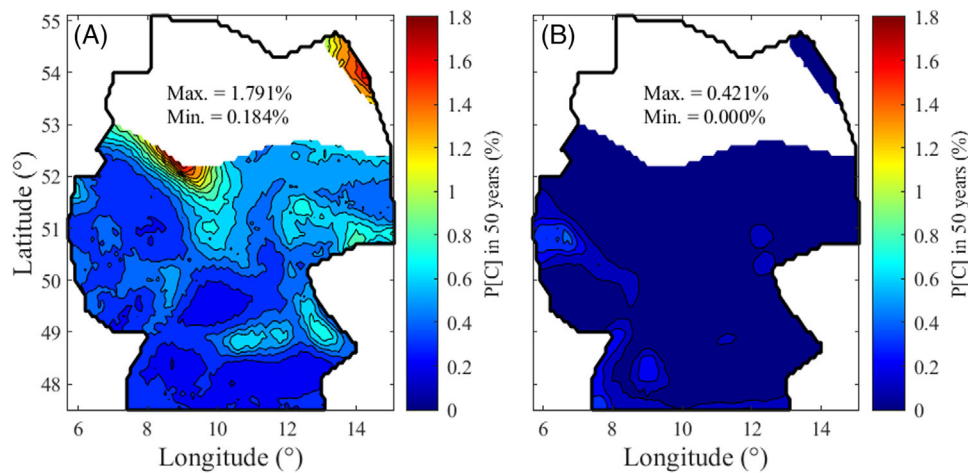 (A)
Max. = 1.791%
Min. = 0.184%
55
54
53
52
51
50
49
48
Latitude (°)
6 8 10 12 14
Longitude (°)
1.8
1.6
1.4
1.2
1
0.8
0.6
0.4
0.2
0
P[C] in 50 years (%)
(B)
Max. = 0.421%
Min. = 0.000%
6 8 10 12 14
Longitude (°)
1.8
1.6
1.4
1.2
1
0.8
0.6
0.4
0.2
0
P[C] in 50 years (%)